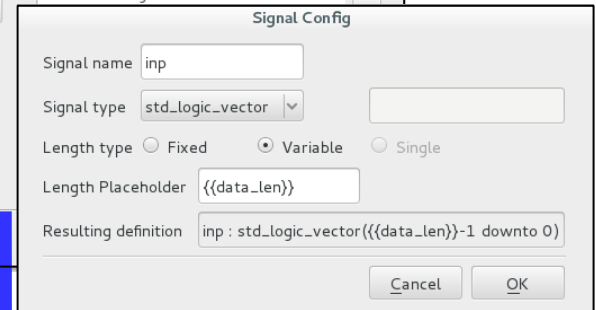 Signal Config
Signal name inp
Signal type std_logic_vector
Length type Fixed Variable Single
Length Placeholder {{data_len}}
Resulting definition inp : std_logic_vector({{data_len}}-1 downto 0)
Cancel OK